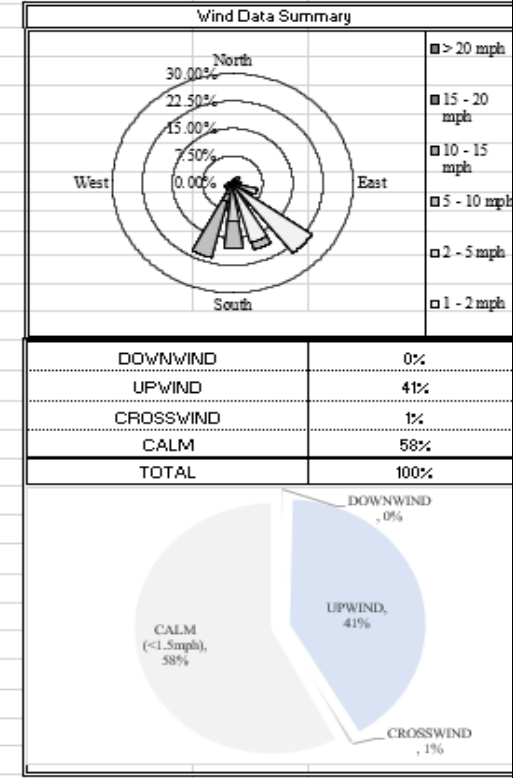 Wind Data Summary
North
30.00%
22.50%
15.00%
7.50%
0.00%
West
East
South
> 20 mph
15 - 20
mph
10 - 15
mph
5 - 10 mph
2 - 5 mph
1 - 2 mph
DOWNWIND 0%
UPWIND 41%
CROSSWIND 1%
CALM 58%
TOTAL 100%
DOWNWIND
, 0%
UPWIND,
41%
CALM
(<1.5mph),
58%
CROSSWIND
, 1%